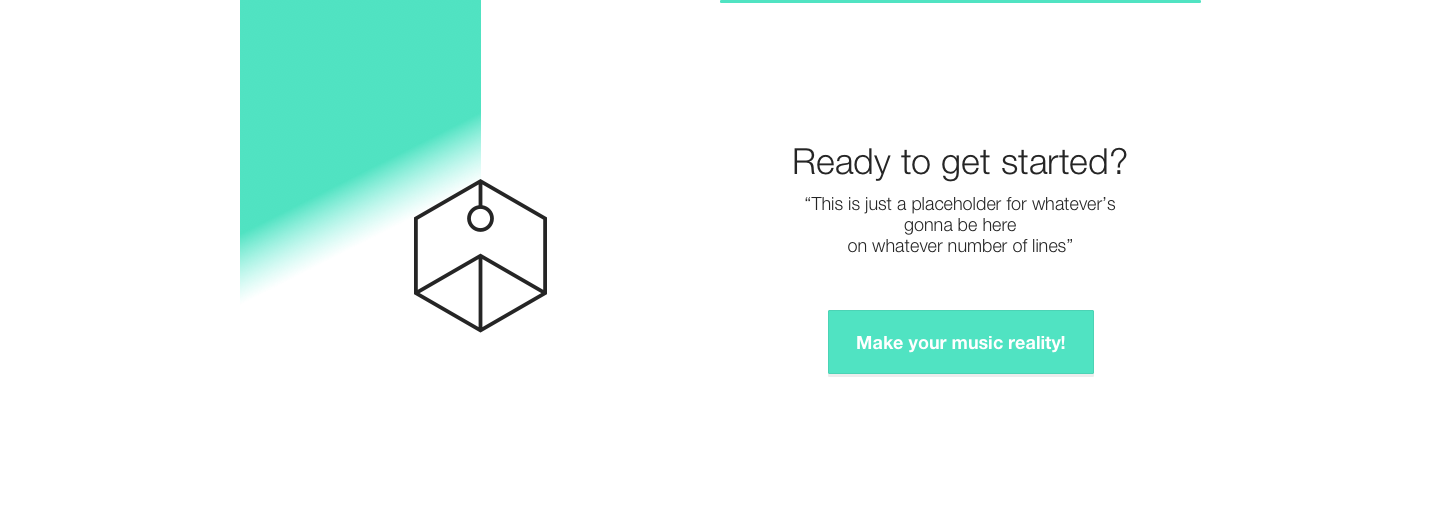 Ready to get started?
“This is just a placeholder for whatever’s
gonna be here
on whatever number of lines”
Make your music reality!